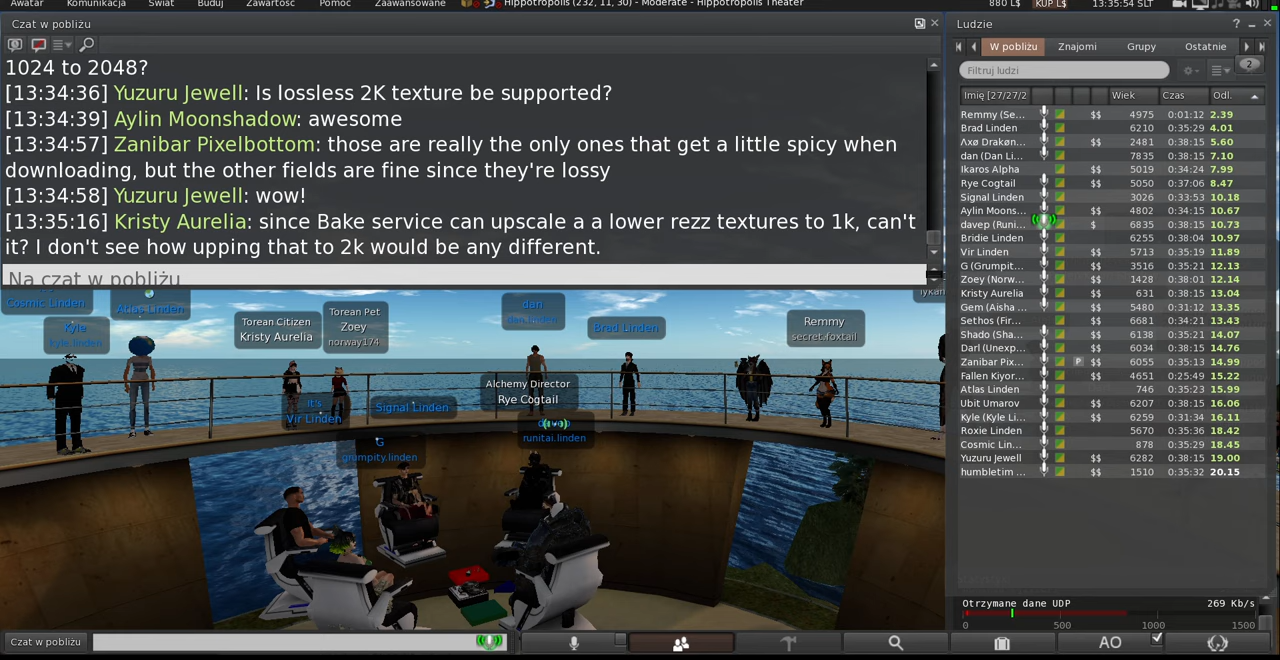 Awatar Komunikacja Świat Buduj Zawartość Pomoc Zaawansowane Hippotropolis (232, 11, 30) - Moderate - Hippotropolis Theater 880 L$ KUP L$ 13:35:54 SLT
Czat w pobliżu
1024 to 2048?
[13:34:36] Yuzuru Jewell: Is lossless 2K texture be supported?
[13:34:39] Aylin Moonshadow: awesome
[13:34:57] Zanibar Pixelbottom: those are really the only ones that get a little spicy when
downloading, but the other fields are fine since they're lossy
[13:34:58] Yuzuru Jewell: wow!
[13:35:16] Kristy Aurelia: since Bake service can upscale a a lower rezz textures to 1k, can't
it? I don't see how upping that to 2k would be any different.
Na czat w pobliżu
Cosmic Linden
Atlas Linden
Kyle
kyle.linden
Torean Citizen
Kristy Aurelia
Torean Pet
Zoey
norway174
dan
dan.linden
Brad Linden
Remmy
secret.foxtail
It's
Vir Linden
Signal Linden
Alchemy Director
Rye Cogtail
runitai.linden
G
grumpity.linden
Czat w pobliżu
AO
Ludzie
W pobliżu Znajomi Grupy Ostatnie
2
Filtruj ludzi
Imię [27/27/2 Wiek Czas Odl.
Remmy (Se... $$ 4975 0:01:12 2.39
Brad Linden 6210 0:35:29 4.01
Λxø Drakøn... $$ 2481 0:38:15 5.60
dan (Dan Li... 7835 0:38:15 7.10
Ikaros Alpha $$ 5019 0:34:24 7.99
Rye Cogtail $$ 5050 0:37:06 8.47
Signal Linden 3026 0:33:53 10.18
Aylin Moons... $$ 4802 0:34:15 10.67
davep (Runi... $ 6835 0:38:15 10.73
Bridie Linden 6255 0:38:04 10.97
Vir Linden $$ 5713 0:35:19 11.89
G (Grumpit... $$ 3516 0:35:21 12.13
Zoey (Norw... $$ 1428 0:38:01 12.14
Kristy Aurelia $$ 631 0:38:15 13.04
Gem (Aisha ... $$ 5480 0:31:12 13.35
Sethos (Fir... $$ 6681 0:34:21 13.43
Shado (Sha... $$ 6138 0:35:21 14.07
Darl (Unexp... $$ 6034 0:38:15 14.76
Zanibar Pix... P $$ 6055 0:35:13 14.99
Fallen Kiyor... $$ 4651 0:25:49 15.22
Atlas Linden 746 0:35:23 15.99
Ubit Umarov $$ 6207 0:38:15 16.06
Kyle (Kyle Li... $$ 6259 0:31:34 16.11
Roxie Linden 5670 0:35:36 18.42
Cosmic Lin... 878 0:35:29 18.45
Yuzuru Jewell $$ 6282 0:38:15 19.00
humbletim ... $$ 1510 0:35:32 20.15
Otrzymane dane UDP 269 Kb/s
0 500 1000 1500